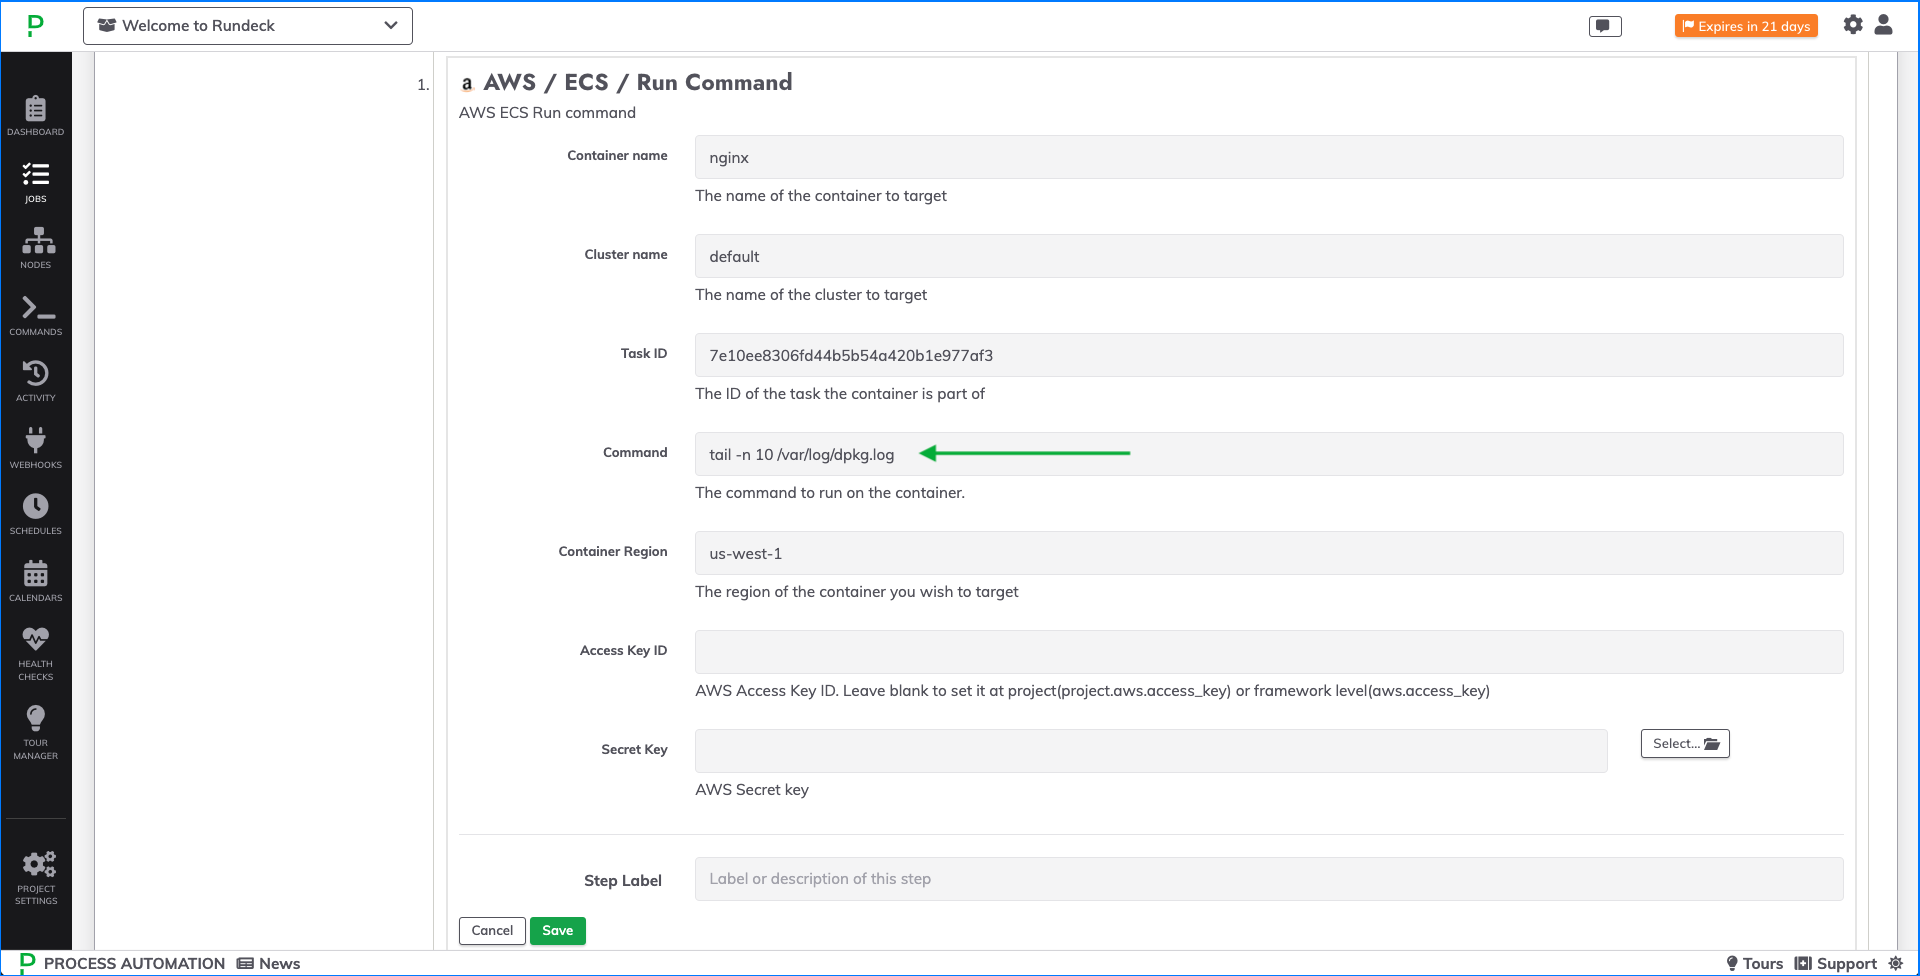 Welcome to Rundeck
Expires in 21 days
DASHBOARD
JOBS
NODES
COMMANDS
ACTIVITY
WEBHOOKS
SCHEDULES
CALENDARS
HEALTH
CHECKS
TOUR
MANAGER
PROJECT
SETTINGS
1.
AWS / ECS / Run Command
AWS ECS Run command
Container name
nginx
The name of the container to target
Cluster name
default
The name of the cluster to target
Task ID
7e10ee8306fd44b5b54a420b1e977af3
The ID of the task the container is part of
Command
tail -n 10 /var/log/dpkg.log
The command to run on the container.
Container Region
us-west-1
The region of the container you wish to target
Access Key ID
AWS Access Key ID. Leave blank to set it at project(project.aws.access_key) or framework level(aws.access_key)
Secret Key
Select...
AWS Secret key
Step Label
Label or description of this step
Cancel
Save
PROCESS AUTOMATION
News
Tours
Support